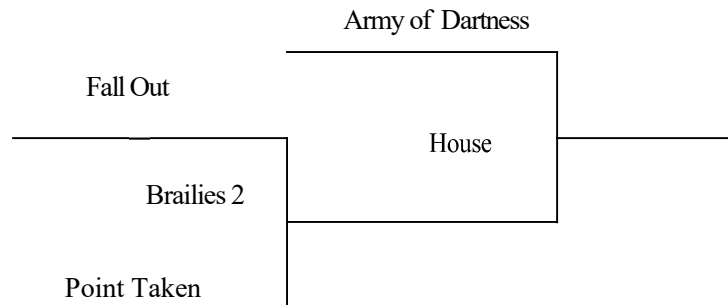 Army of Dartness
Fall Out
House
Brailies 2
Point Taken